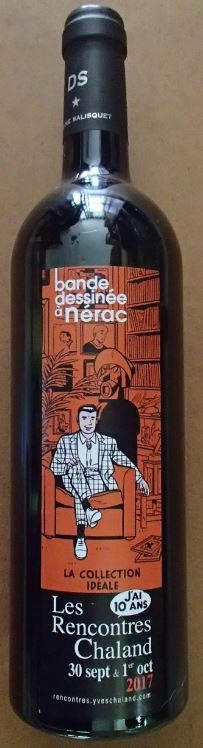 DS
bande
dessinée
à nérac
LA COLLECTION
IDÉALE
J'AI
10 ANS
Les
Rencontres
Chaland
30 sept & 1er oct
2017
rencontres.yveschaland.com